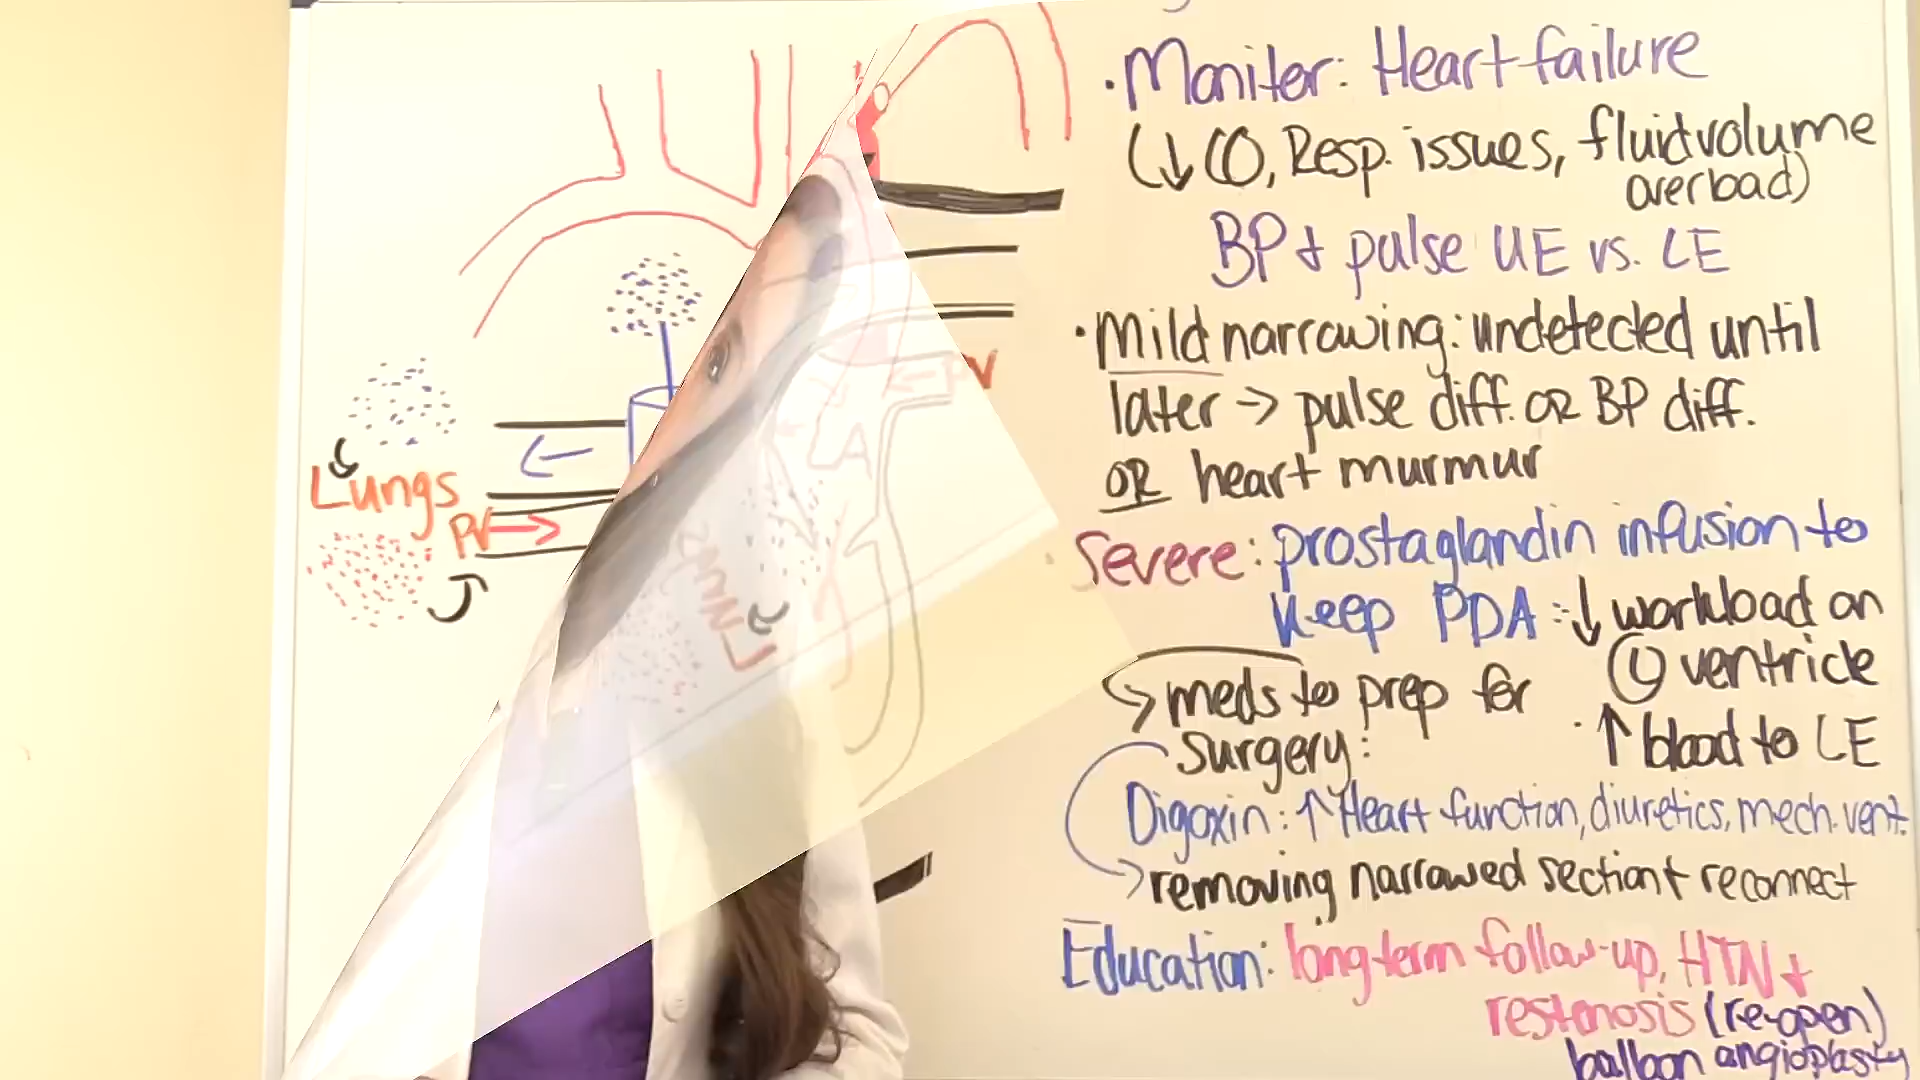 Lungs
PV
V
LA
Lungs
· Moniter: Heart failure
(↓ CO, Resp. issues, fluid volume
overload)
BP + pulse UE vs. LE
· Mild narrowing: undetected until
later → pulse diff. OR BP diff.
OR heart murmur
Severe: prostaglandin infusion to
keep PDA : ↓ workload on
(L) ventricle
↳ meds to prep for
surgery:
· ↑ blood to LE
Digoxin: ↑ Heart function, diuretics, mech. vent.
→ removing narrowed section + reconnect
Education: long term follow-up, HTN +
restenosis (re-open)
balloon angioplasty